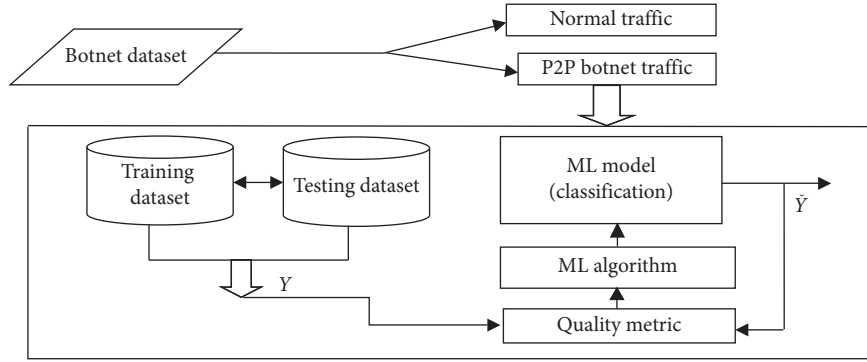 Normal traffic
Botnet dataset
P2P botnet traffic
Training
dataset
Testing dataset
ML model
(classification)
Y̌
ML algorithm
Y
Quality metric